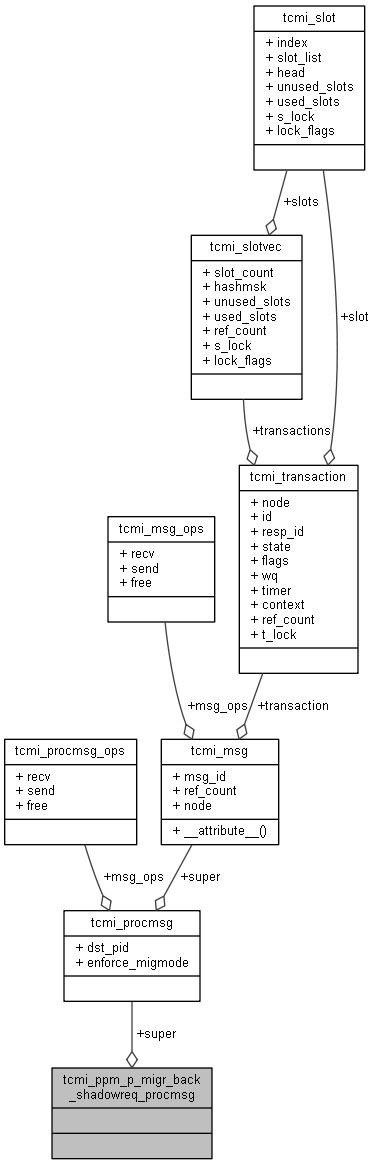 tcmi_slot
+ index
+ slot_list
+ head
+ unused_slots
+ used_slots
+ s_lock
+ lock_flags
+slots
tcmi_slotvec
+ slot_count
+ hashmsk
+ unused_slots
+ used_slots
+ ref_count
+ s_lock
+ lock_flags
+slot
+transactions
tcmi_transaction
+ node
+ id
+ resp_id
+ state
+ flags
+ wq
+ timer
+ context
+ ref_count
+ t_lock
tcmi_msg_ops
+ recv
+ send
+ free
+msg_ops
+transaction
tcmi_procmsg_ops
+ recv
+ send
+ free
tcmi_msg
+ msg_id
+ ref_count
+ node
+ __attribute__()
+msg_ops
+super
tcmi_procmsg
+ dst_pid
+ enforce_migmode
+super
tcmi_ppm_p_migr_back
_shadowreq_procmsg